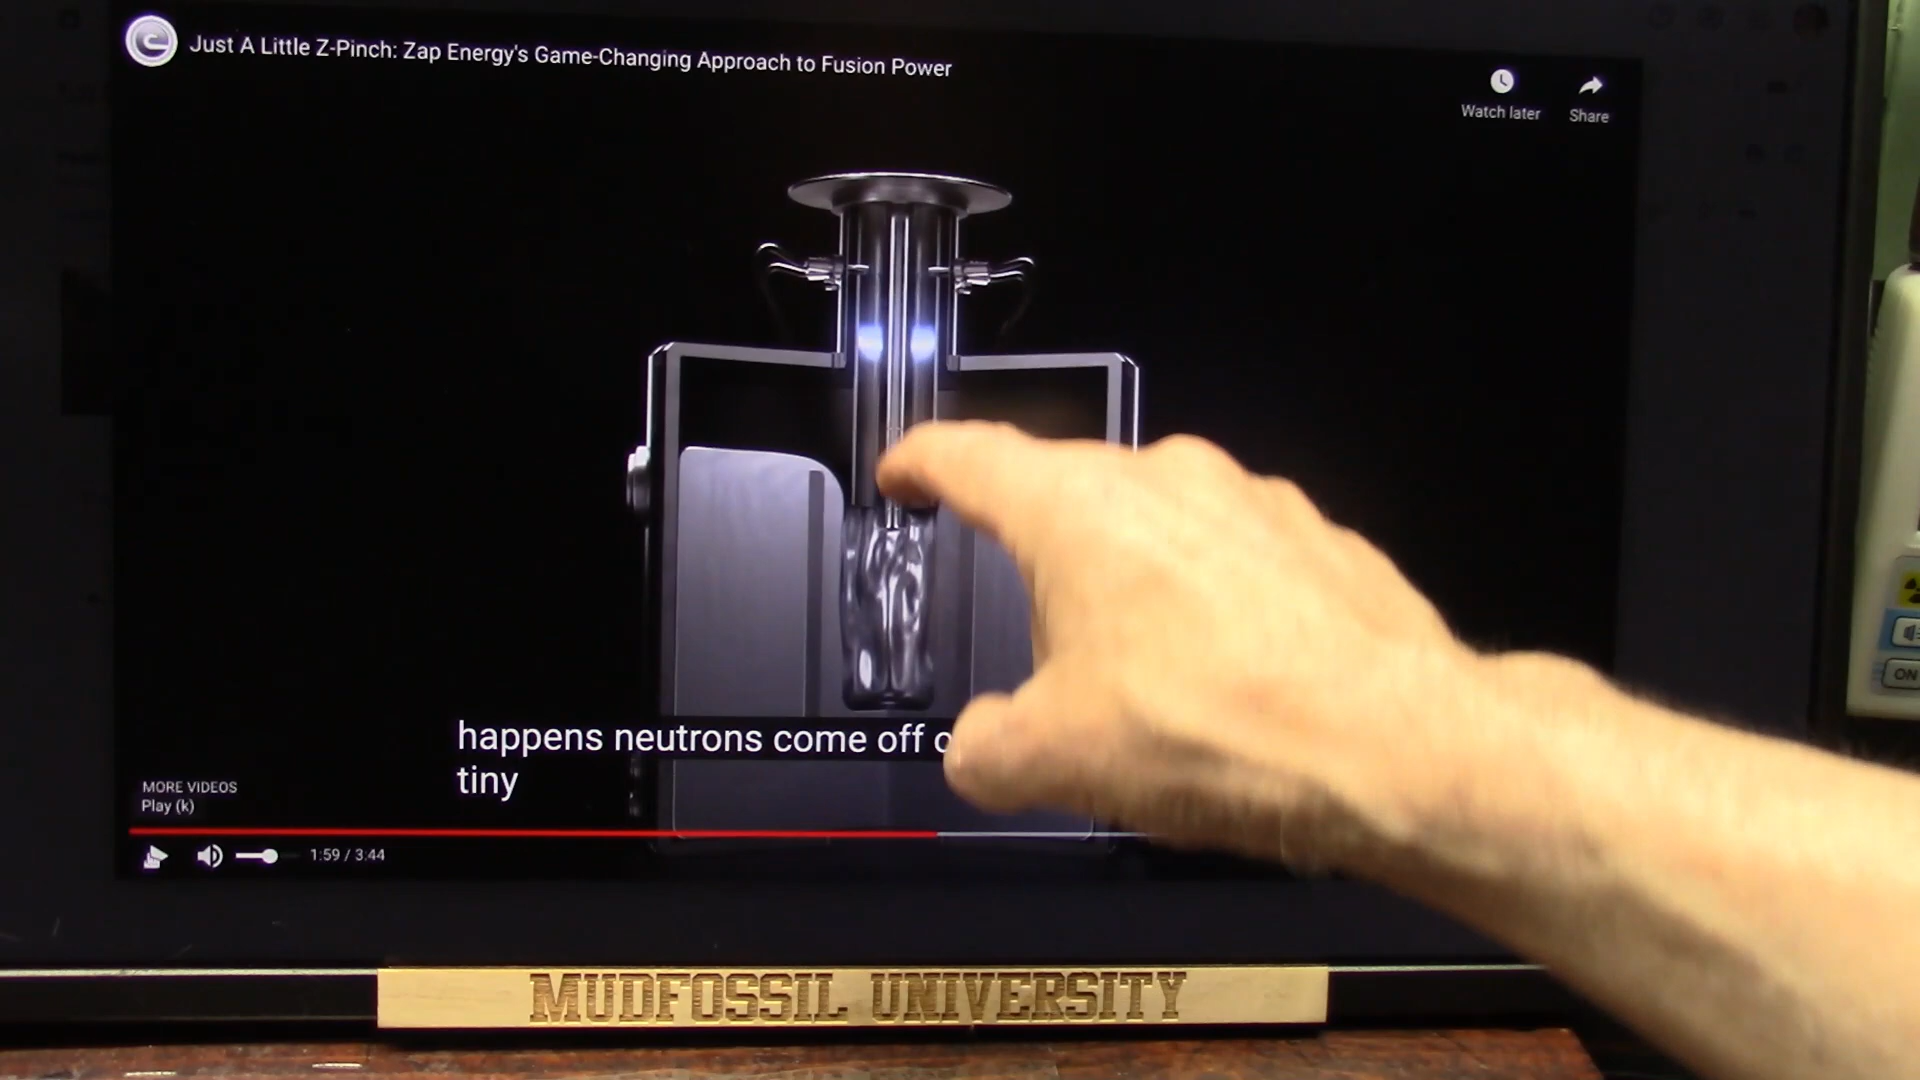 Just A Little Z-Pinch: Zap Energy's Game-Changing Approach to Fusion Power
Watch later
Share
happens neutrons come off
tiny
MORE VIDEOS
Play (k)
1:59 / 3:44
ON
MUDFOSSIL UNIVERSITY